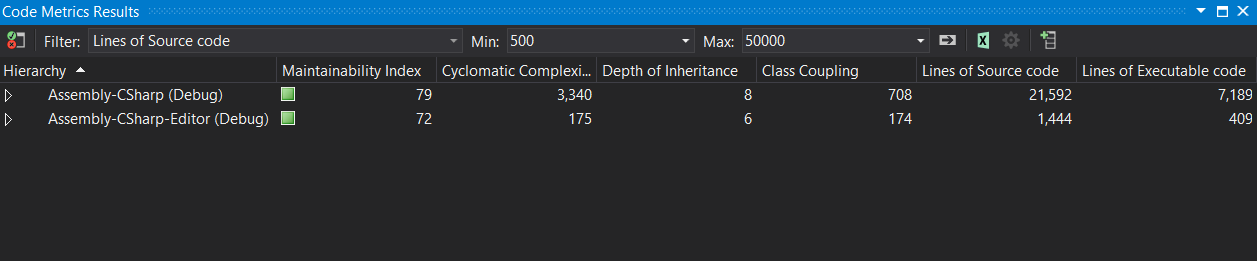 Code Metrics Results
Filter: Lines of Source code Min: 500 Max: 50000
Hierarchy Maintainability Index Cyclomatic Complexi... Depth of Inheritance Class Coupling Lines of Source code Lines of Executable code
Assembly-CSharp (Debug) 79 3,340 8 708 21,592 7,189
Assembly-CSharp-Editor (Debug) 72 175 6 174 1,444 409